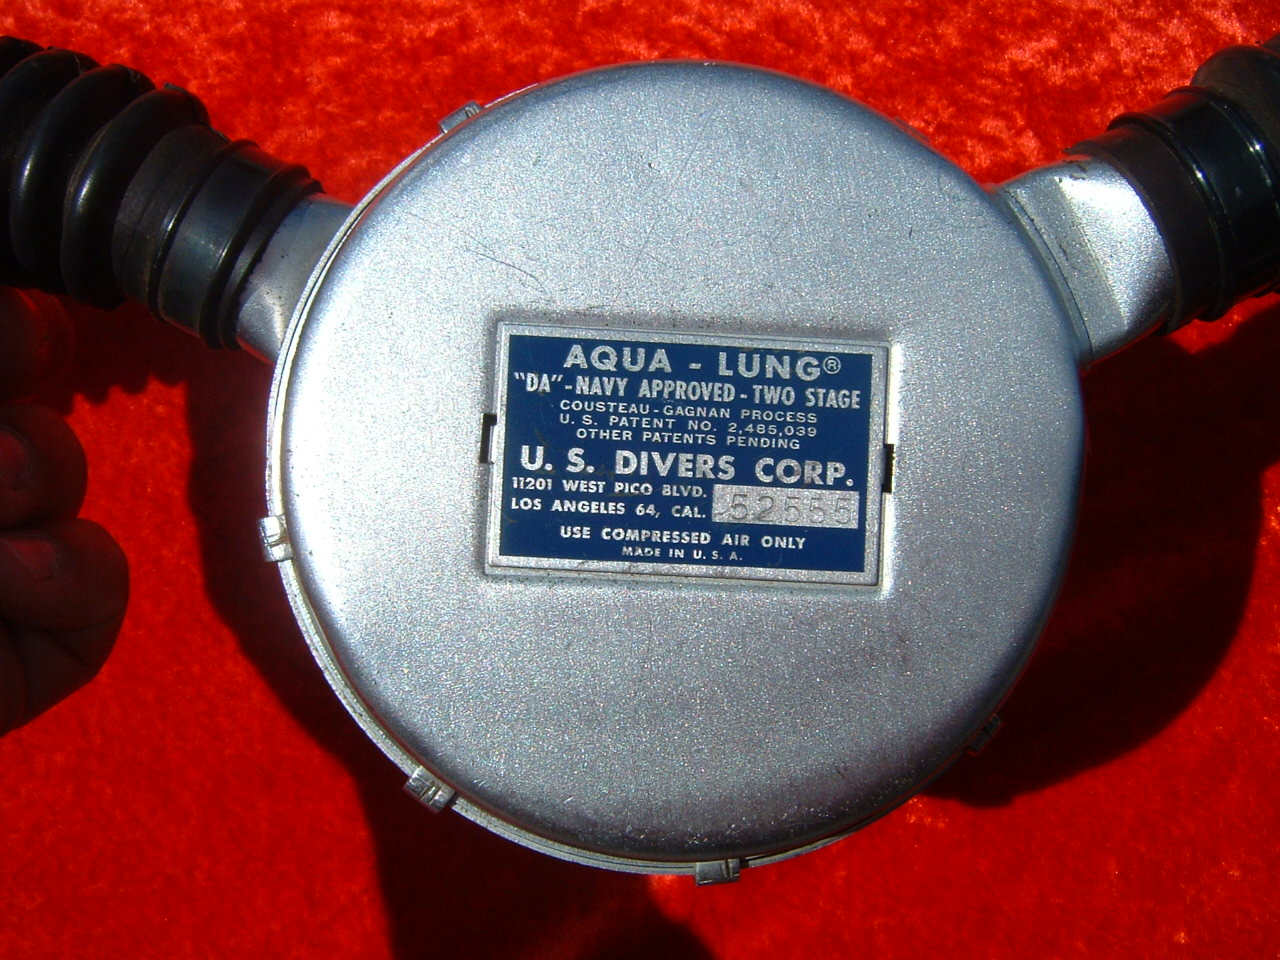 AQUA - LUNG®
"DA"-NAVY APPROVED - TWO STAGE
COUSTEAU-GAGNAN PROCESS
U. S. PATENT NO. 2,485,039
OTHER PATENTS PENDING
U. S. DIVERS CORP.
11201 WEST PICO BLVD.
LOS ANGELES 64, CAL. 52555
USE COMPRESSED AIR ONLY
MADE IN U. S. A.